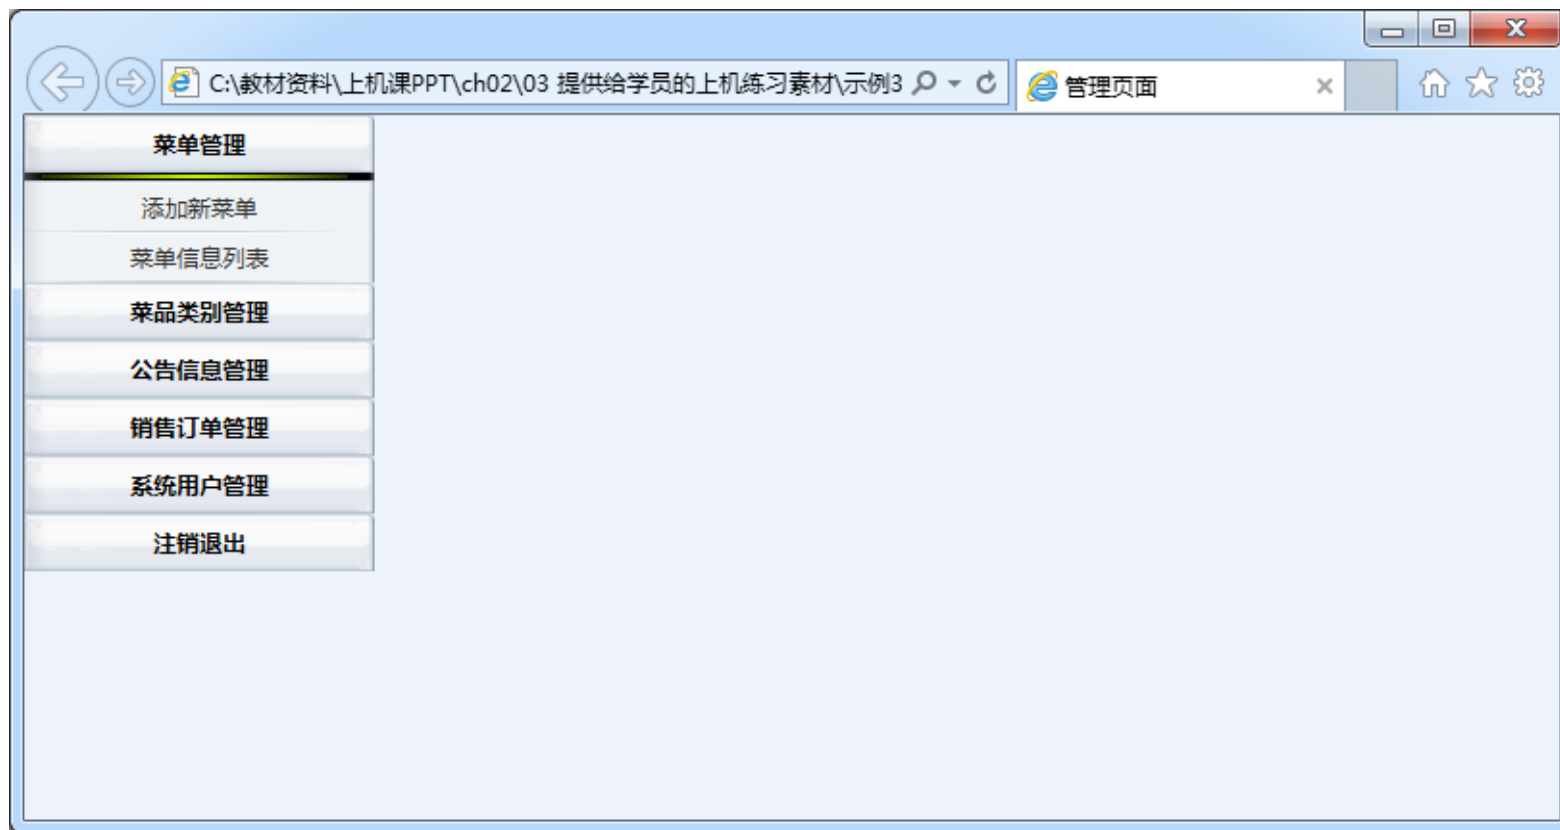 C:\教材资料\上机课PPT\ch02\03 提供给学员的上机练习素材\示例3
管理页面
菜单管理
添加新菜单
菜单信息列表
菜品类别管理
公告信息管理
销售订单管理
系统用户管理
注销退出